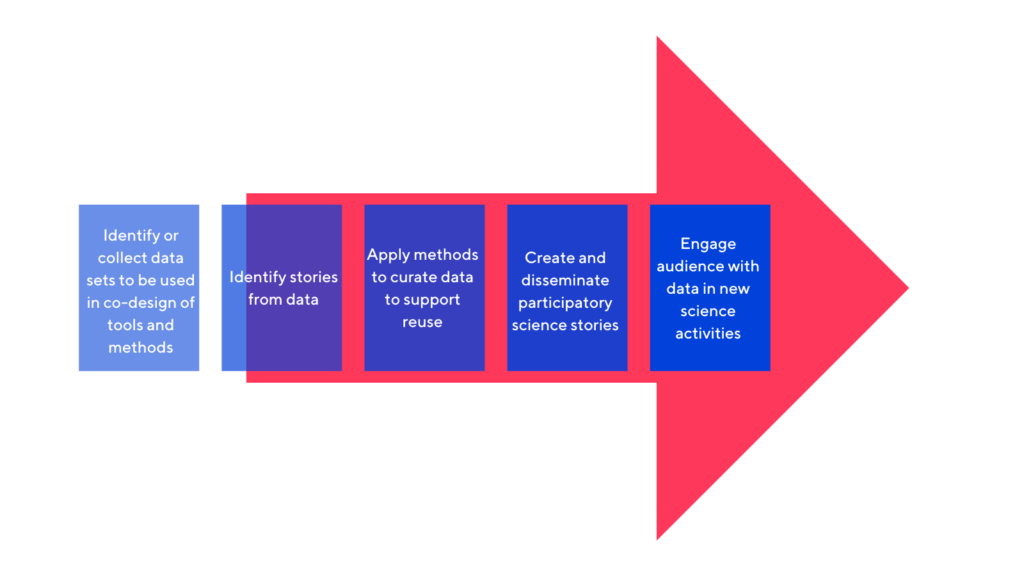 Identify or
collect data
sets to be used
in co-design of
tools and
methods
Identify stories
from data
Apply methods
to curate data
to support
reuse
Create and
disseminate
participatory
science stories
Engage
audience with
data in new
science
activities